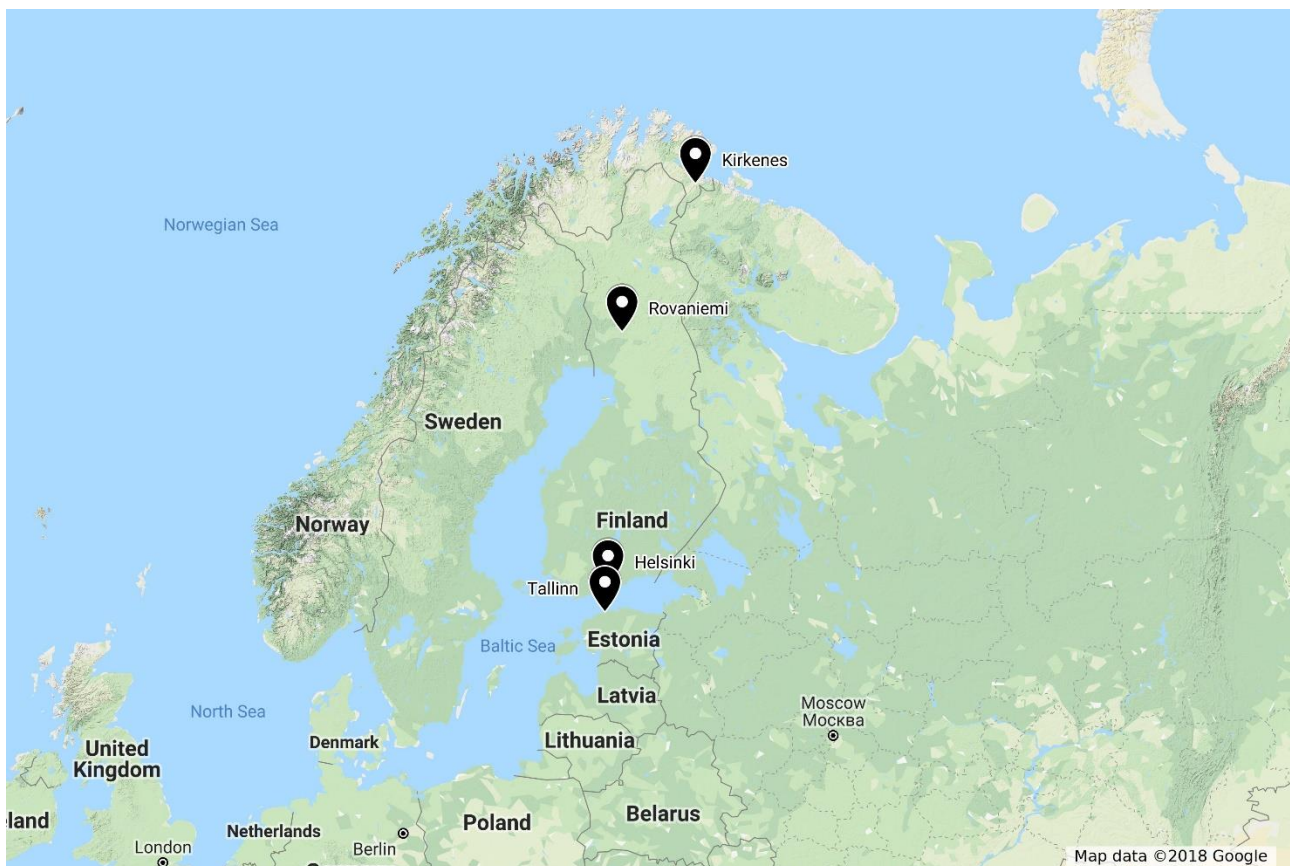 Kirkenes
Norwegian Sea
Rovaniemi
Sweden
Norway
Finland
Helsinki
Tallinn
Estonia
Baltic Sea
Latvia
North Sea
Moscow
Москва
Denmark
Lithuania
United
Kingdom
Belarus
eland
Netherlands
Poland
London
Berlin
Map data ©2018 Google